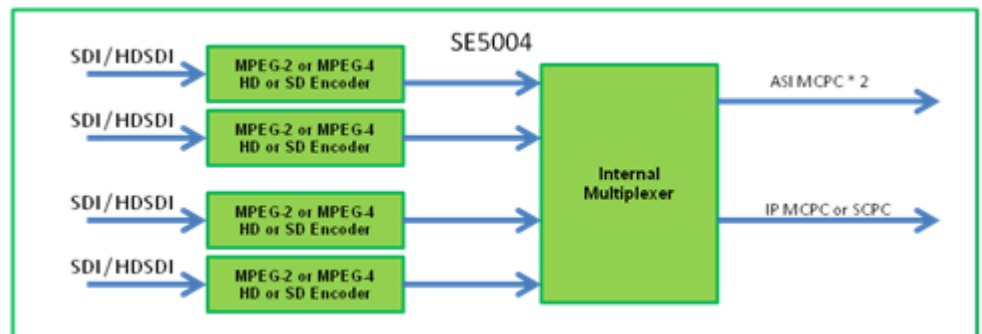 SE5004
SDI/HDSDI
MPEG-2 or MPEG-4
HD or SD Encoder
SDI/HDSDI
MPEG-2 or MPEG-4
HD or SD Encoder
SDI/HDSDI
MPEG-2 or MPEG-4
HD or SD Encoder
SDI/HDSDI
MPEG-2 or MPEG-4
HD or SD Encoder
Internal
Multiplexer
ASI MCPC * 2
IP MCPC or SCPC